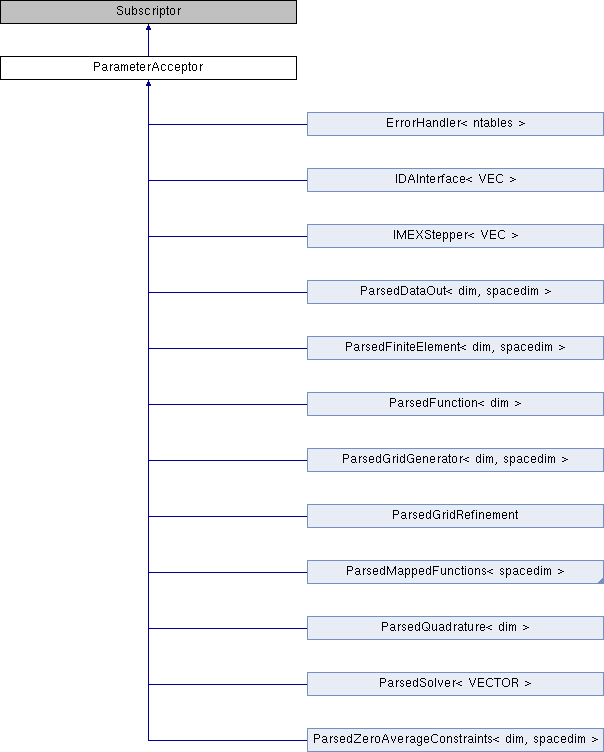 Subscriptor
ParameterAcceptor
ErrorHandler< ntables >
IDAInterface< VEC >
IMEXStepper< VEC >
ParsedDataOut< dim, spacedim >
ParsedFiniteElement< dim, spacedim >
ParsedFunction< dim >
ParsedGridGenerator< dim, spacedim >
ParsedGridRefinement
ParsedMappedFunctions< spacedim >
ParsedQuadrature< dim >
ParsedSolver< VECTOR >
ParsedZeroAverageConstraints< dim, spacedim >